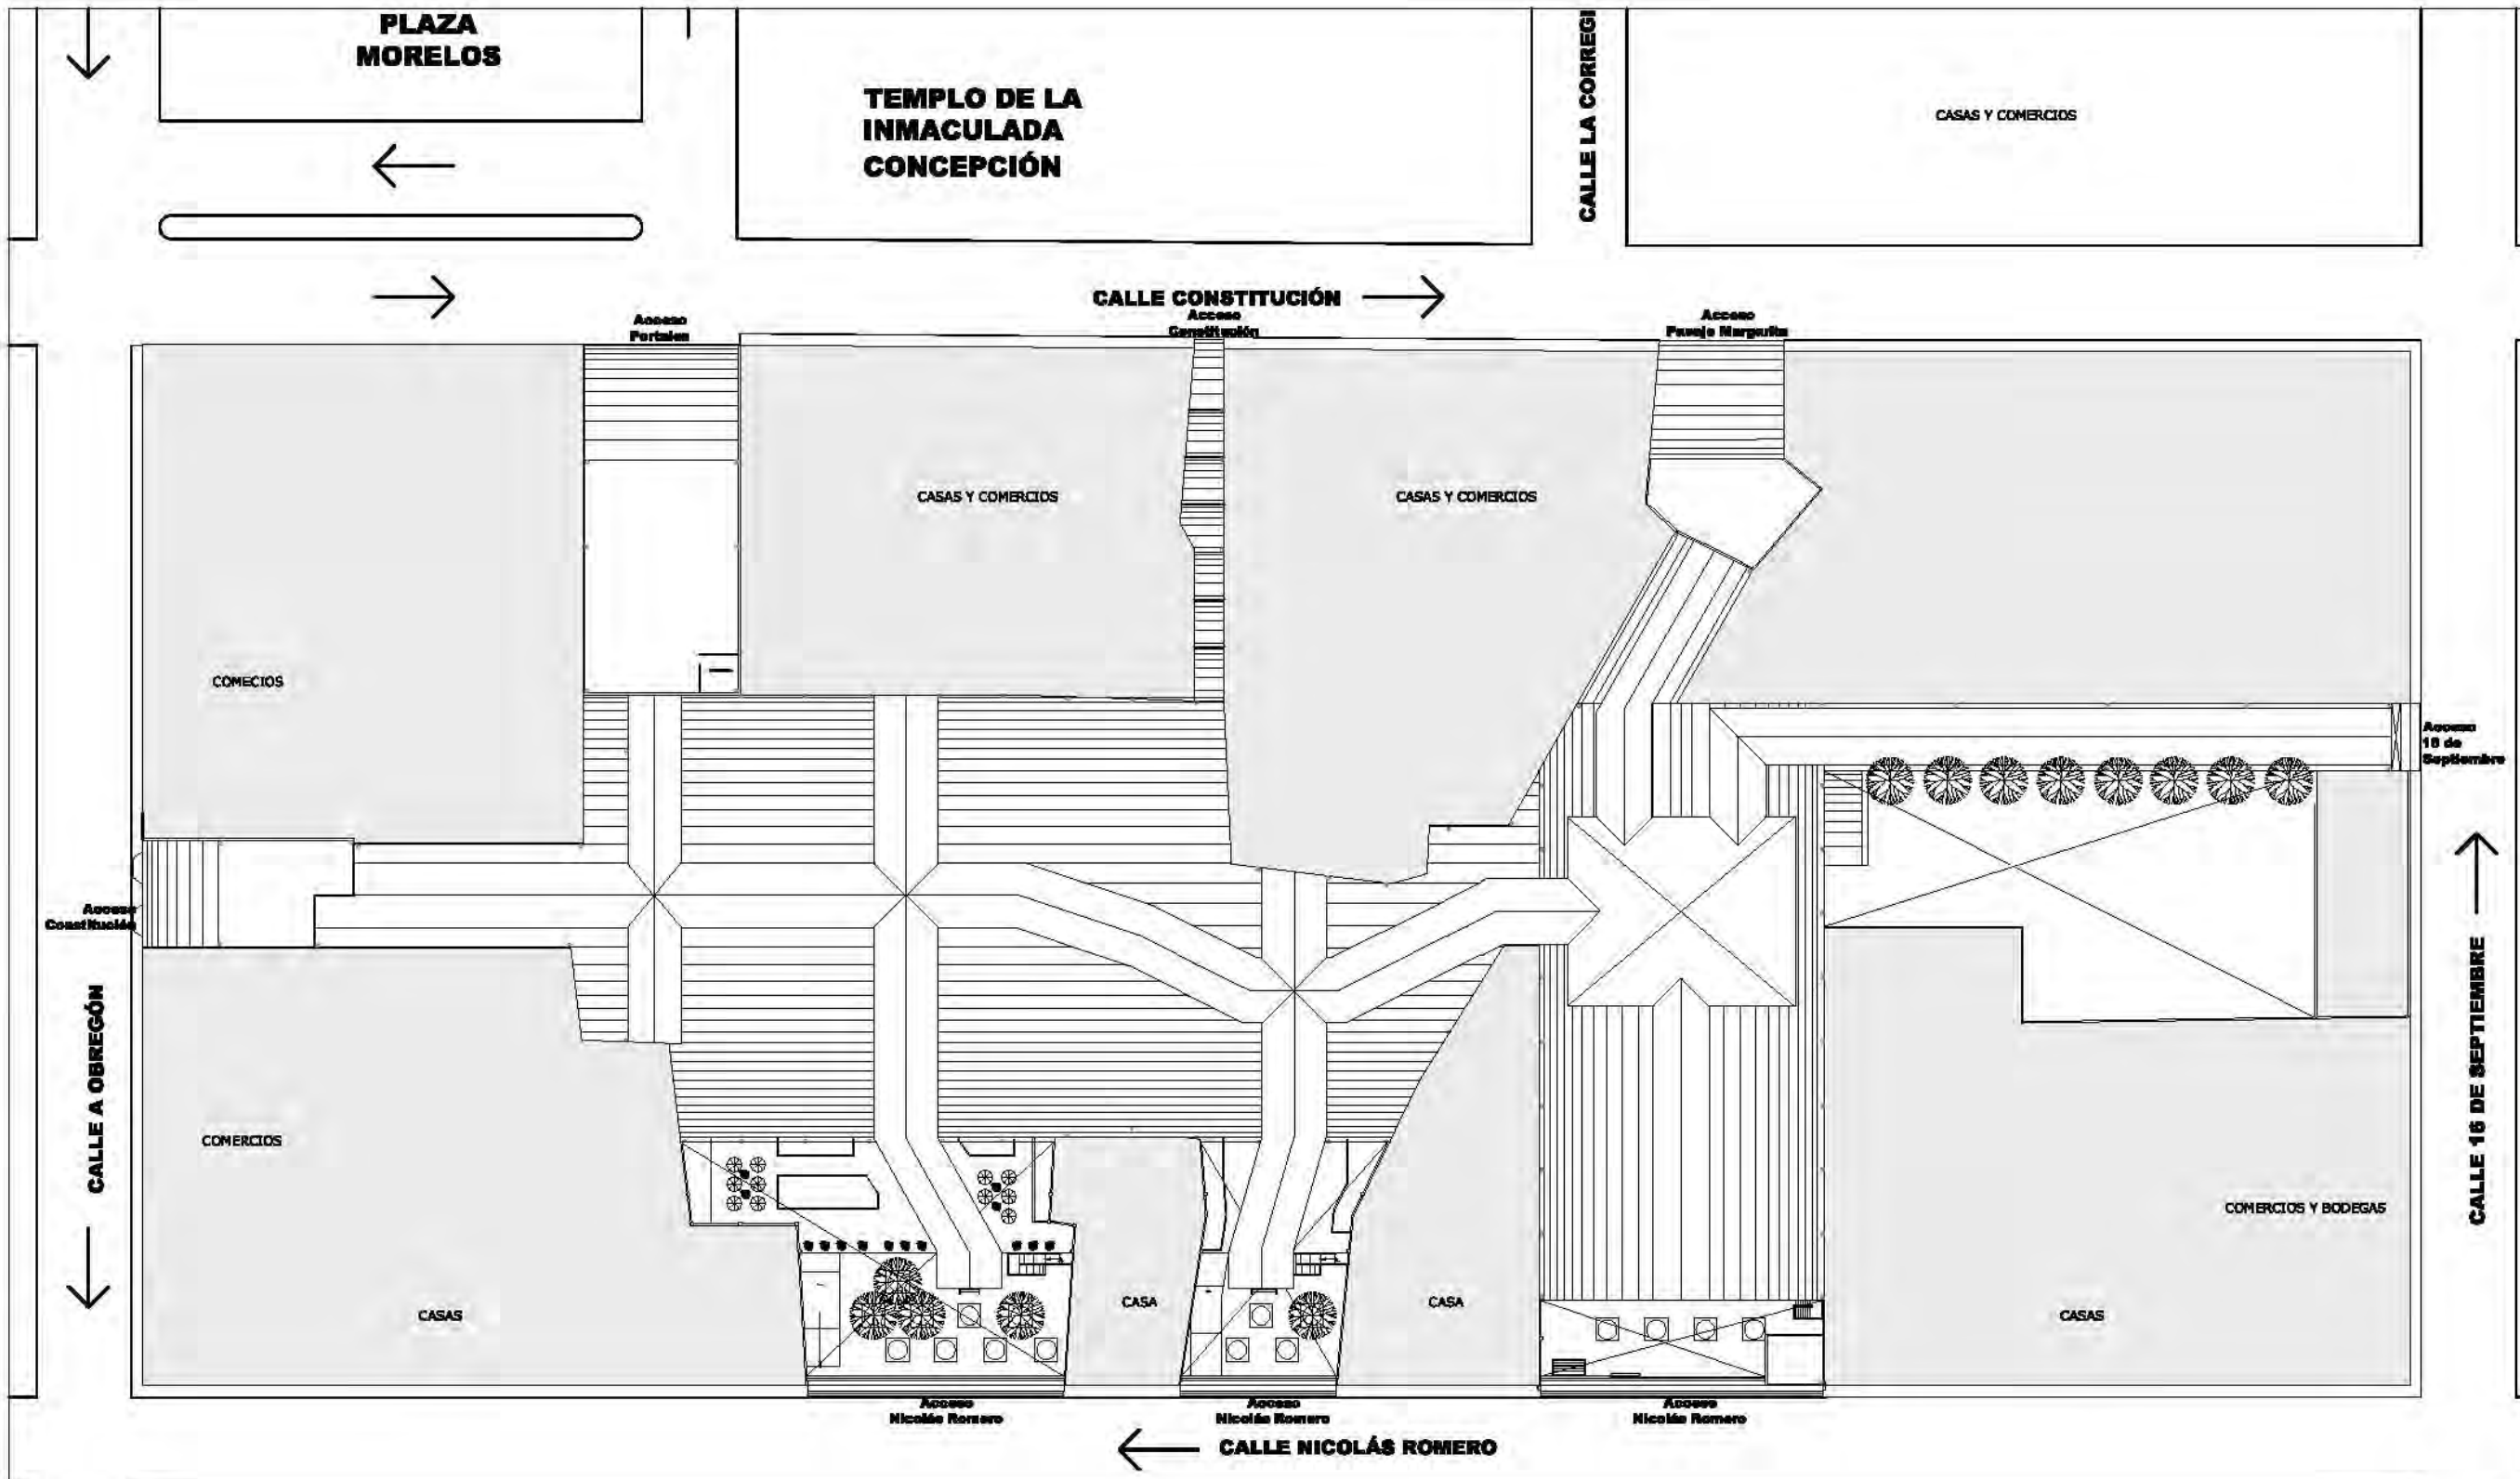 PLAZA
MORELOS
TEMPLO DE LA
INMACULADA
CONCEPCIÓN
CALLE LA CORREGI
CASAS Y COMERCIOS
CALLE CONSTITUCIÓN
Acceso
Portales
Acceso
Constitución
Acceso
Pasaje Margarita
CASAS Y COMERCIOS
CASAS Y COMERCIOS
COMECIOS
Acceso
16 de
Septiembre
Acceso
Constitución
CALLE A OBREGÓN
CALLE 16 DE SEPTIEMBRE
COMERCIOS
COMERCIOS Y BODEGAS
CASAS
CASA
CASA
CASAS
Acceso
Nicolás Romero
Acceso
Nicolás Romero
Acceso
Nicolás Romero
CALLE NICOLÁS ROMERO